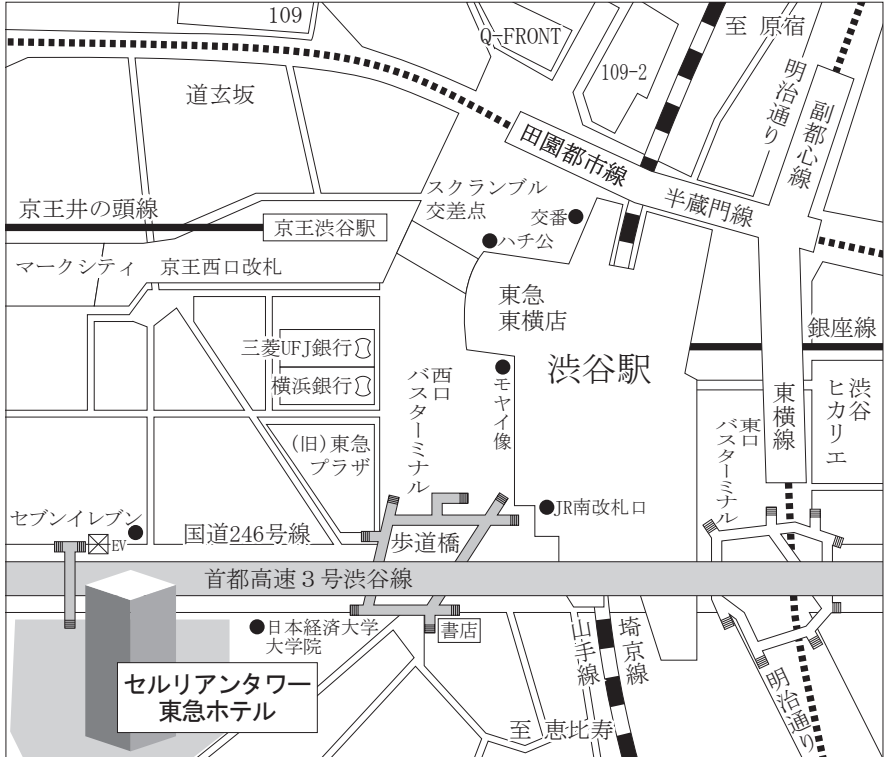 109
Q-FRONT
至 原宿
109-2
明治通り
副都心線
道玄坂
田園都市線
半蔵門線
スクランブル
交差点
交番
ハチ公
京王井の頭線
京王渋谷駅
マークシティ
京王西口改札
東急
東横店
銀座線
三菱UFJ銀行
横浜銀行
渋谷駅
西口
バスターミナル
モヤイ像
東横線
渋谷
ヒカリエ
東口
バスターミナル
(旧)東急
プラザ
JR南改札口
セブンイレブン
EV
国道246号線
歩道橋
首都高速3号渋谷線
日本経済大学
大学院
書店
山手線
埼京線
セルリアンタワー
東急ホテル
明治通り
至 恵比寿